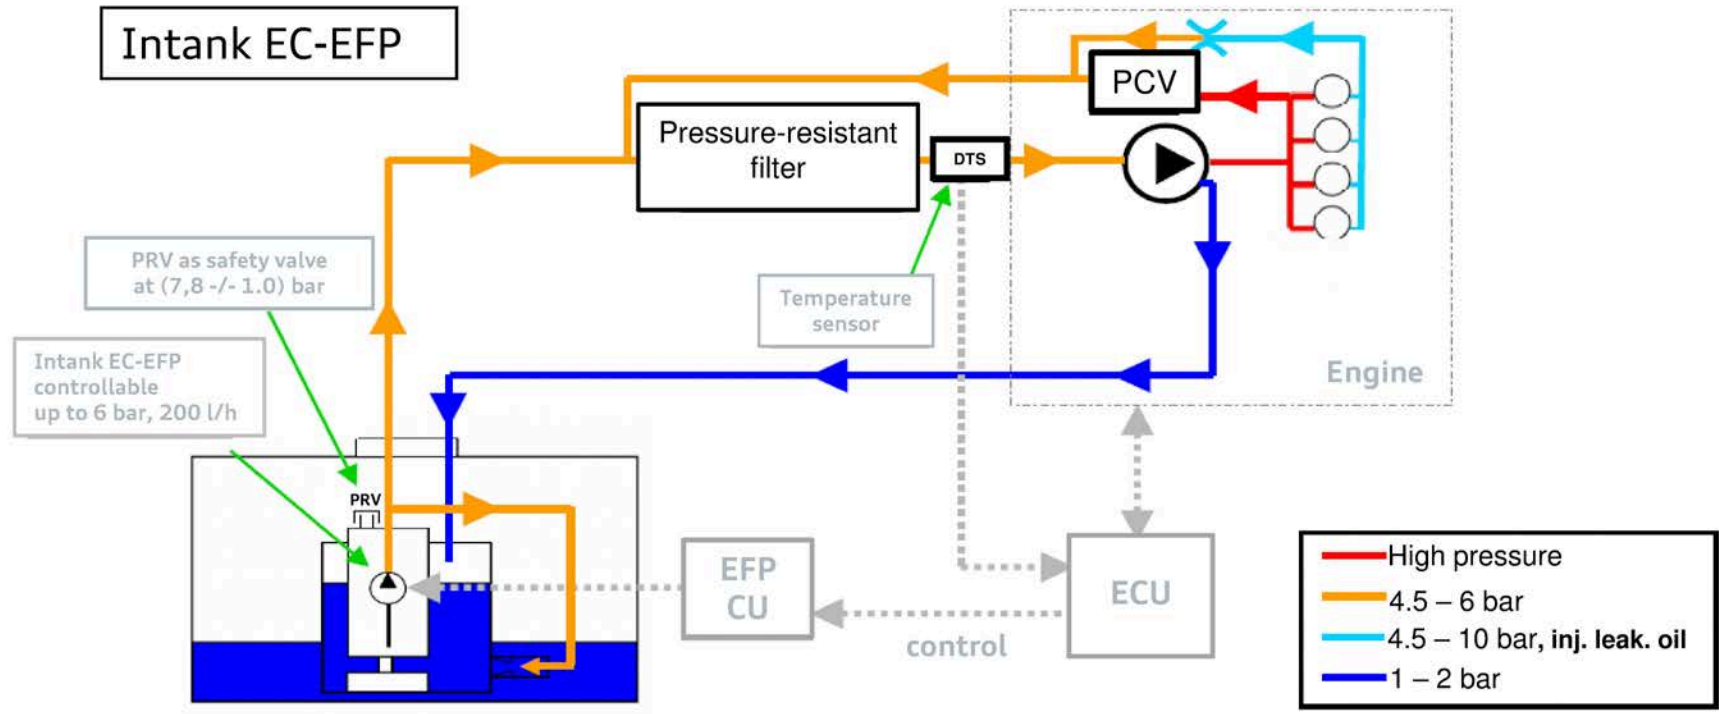 Intank EC-EFP
PCV
Pressure-resistant
filter
DTS
PRV as safety valve
at (7,8 -/- 1.0) bar
Temperature
sensor
Intank EC-EFP
controllable
up to 6 bar, 200 l/h
Engine
PRV
EFP
CU
ECU
control
High pressure
4.5 – 6 bar
4.5 – 10 bar, inj. leak. oil
1 – 2 bar